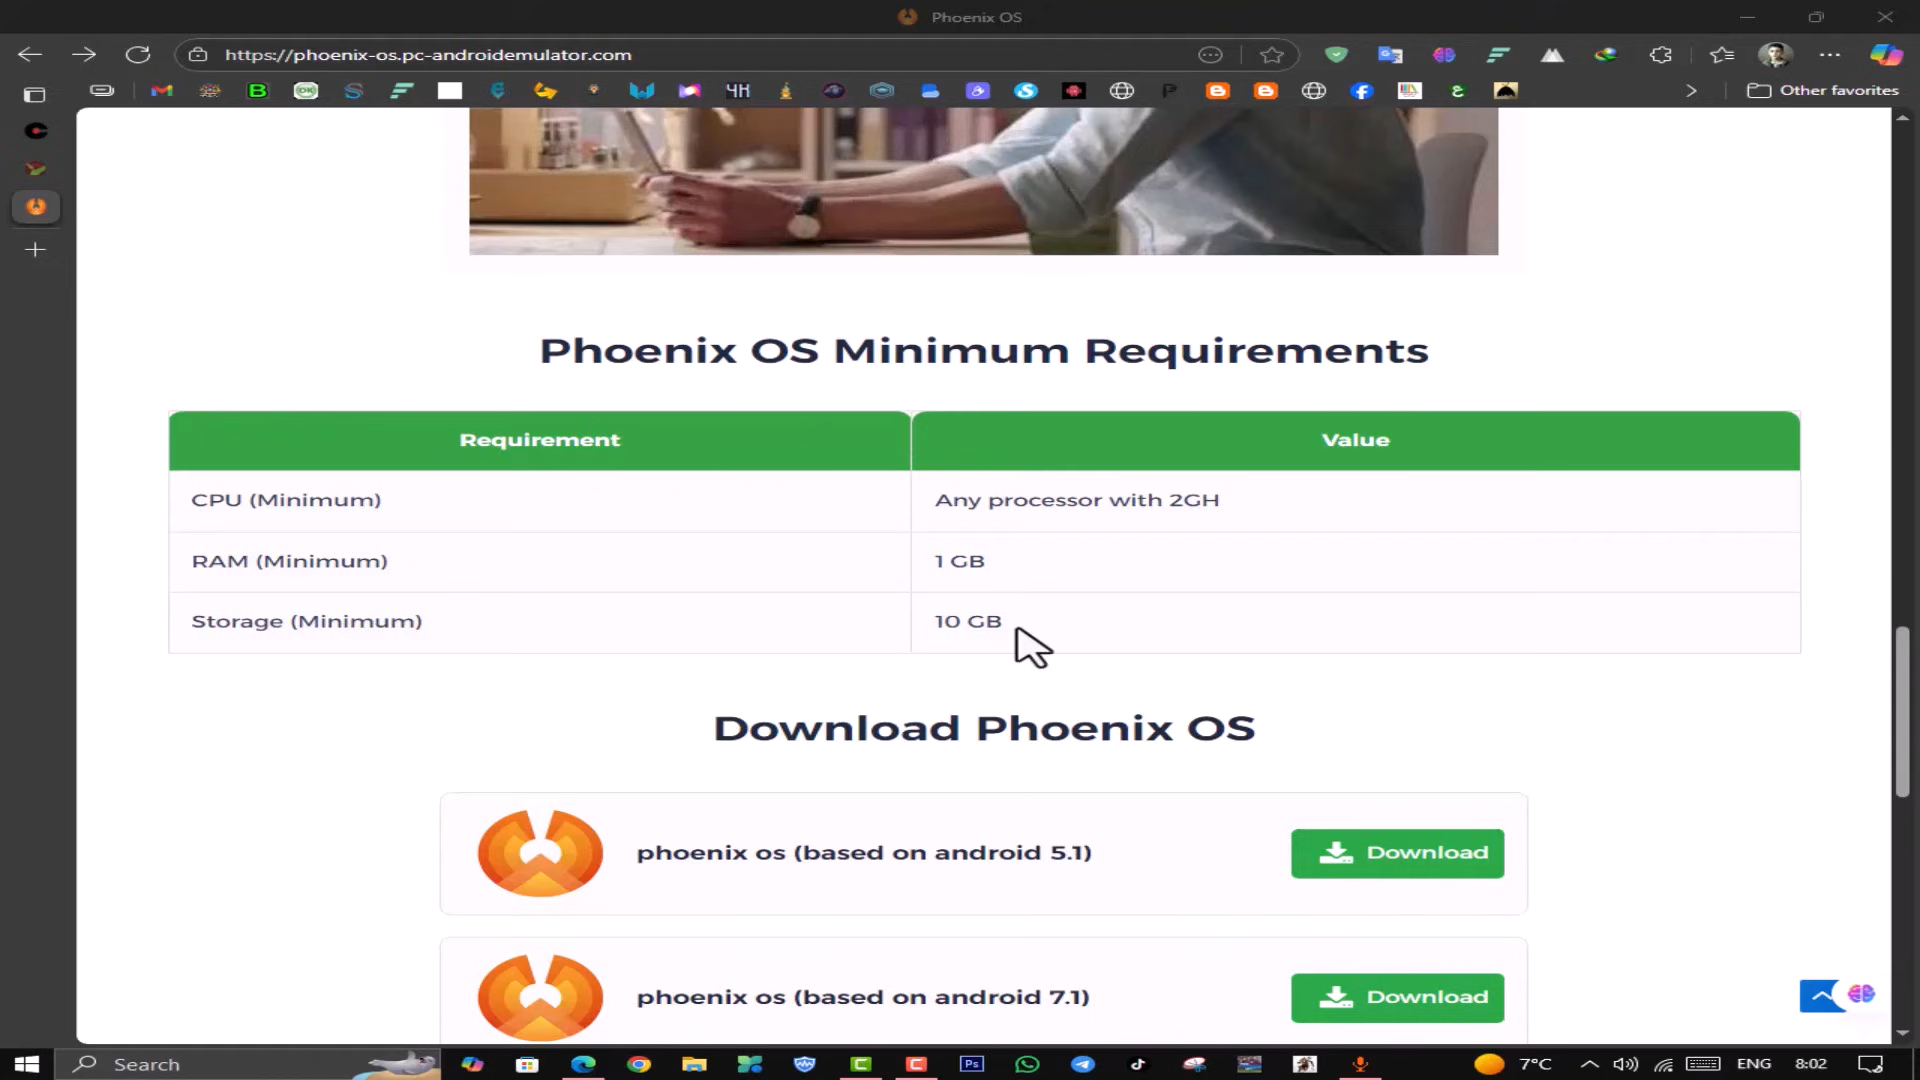 Phoenix OS
https://phoenix-os.pc-androidemulator.com
Other favorites
Phoenix OS Minimum Requirements
Requirement
Value
CPU (Minimum)
Any processor with 2GH
RAM (Minimum)
1 GB
Storage (Minimum)
10 GB
Download Phoenix OS
phoenix os (based on android 5.1)
Download
phoenix os (based on android 7.1)
Download
Search
Ps
7°C
ENG
8:02